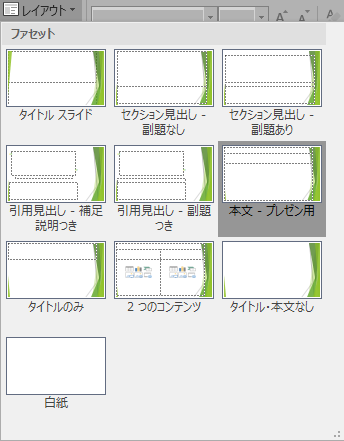 レイアウト
ファセット
タイトル スライド
セクション見出し -
副題なし
セクション見出し -
副題あり
引用見出し - 補足
説明つき
引用見出し - 副題
つき
本文 - プレゼン用
タイトルのみ
2 つのコンテンツ
タイトル・本文なし
白紙